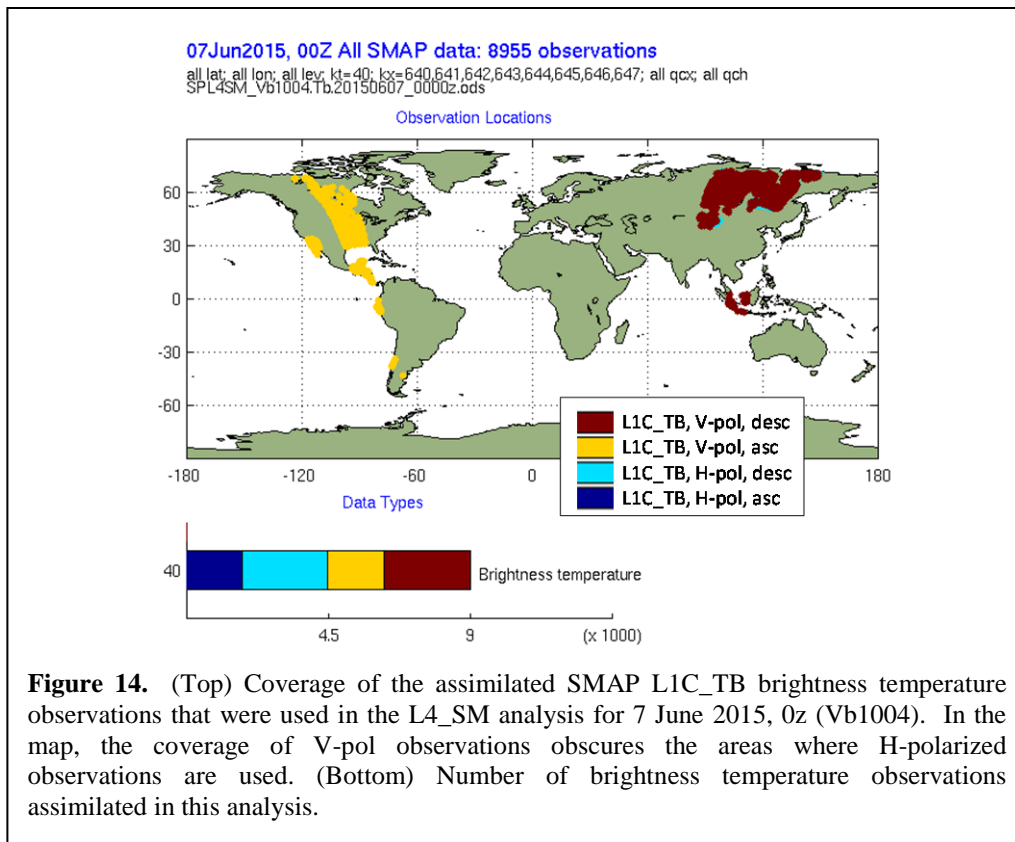 07Jun2015, 00Z All SMAP data: 8955 observations
all lat; all lon; all lev; kt=40; kx=640,641,642,643,644,645,646,647; all qcx; all qch
SPL4SM_Vb1004.Tb.20150607_0000z.ods
Observation Locations
60
30
0
-30
-60
-180
-120
-60
0
180
L1C_TB, V-pol, desc
L1C_TB, V-pol, asc
L1C_TB, H-pol, desc
L1C_TB, H-pol, asc
Data Types
40
Brightness temperature
4.5
9
(x 1000)
Figure 14. (Top) Coverage of the assimilated SMAP L1C_TB brightness temperature
observations that were used in the L4_SM analysis for 7 June 2015, 0z (Vb1004). In the
map, the coverage of V-pol observations obscures the areas where H-polarized
observations are used. (Bottom) Number of brightness temperature observations
assimilated in this analysis.